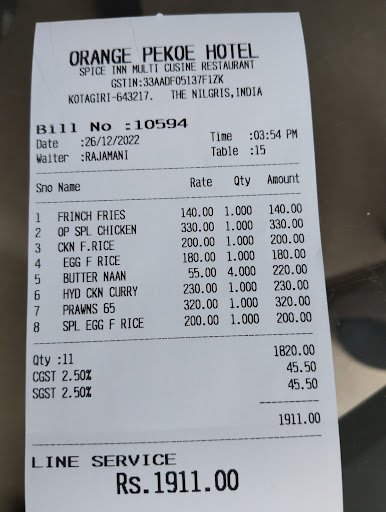 ORANGE PEKOE HOTEL
SPICE INN MULTI CUSINE RESTAURANT
GSTIN:33AADFO5137F1ZK
KOTAGIRI-643217. THE NILGRIS,INDIA
Bill No :10594
Date :26/12/2022 Time :03:54 PM
Waiter :RAJAMANI Table :15
Sno Name Rate Qty Amount
1 FRINCH FRIES 140.00 1.000 140.00
2 OP SPL CHICKEN 330.00 1.000 330.00
3 CKN F.RICE 200.00 1.000 200.00
4 EGG F RICE 180.00 1.000 180.00
5 BUTTER NAAN 55.00 4.000 220.00
6 HYD CKN CURRY 230.00 1.000 230.00
7 PRAWNS 65 320.00 1.000 320.00
8 SPL EGG F RICE 200.00 1.000 200.00
Qty :11 1820.00
CGST 2.50% 45.50
SGST 2.50% 45.50
1911.00
LINE SERVICE
Rs.1911.00